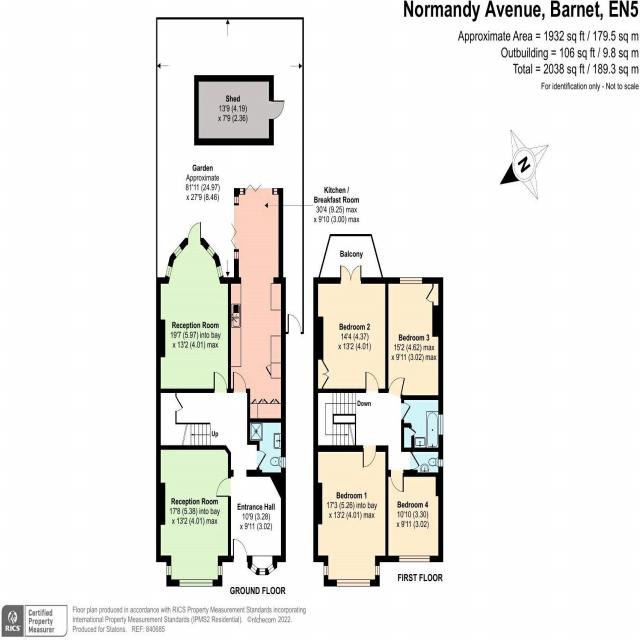 Normandy Avenue, Barnet, EN5
Approximate Area = 1932 sq ft / 179.5 sq m
Outbuilding = 106 sq ft / 9.8 sq m
Total = 2038 sq ft / 189.3 sq m
For identification only - Not to scale
N
Shed
13'9 (4.19)
x 7'9 (2.36)
Garden
Approximate
81'11 (24.97)
x 27'9 (8.46)
Kitchen /
Breakfast Room
30'4 (9.25) max
x 9'10 (3.00) max
Balcony
Reception Room
19'7 (5.97) into bay
x 13'2 (4.01) max
Bedroom 2
14'4 (4.37)
x 13'2 (4.01)
Bedroom 3
15'2 (4.62) max
x 9'11 (3.02) max
Up
Down
Reception Room
17'8 (5.38) into bay
x 13'2 (4.01) max
Entrance Hall
10'9 (3.28)
x 9'11 (3.02)
Bedroom 1
17'3 (5.26) into bay
x 13'2 (4.01) max
Bedroom 4
10'10 (3.30)
x 9'11 (3.02)
GROUND FLOOR
FIRST FLOOR
RICS
Certified
Property
Measurer
Floor plan produced in accordance with RICS Property Measurement Standards incorporating
International Property Measurement Standards (IPMS2 Residential). ©ntchecom 2022.
Produced for Statons. REF: 840685